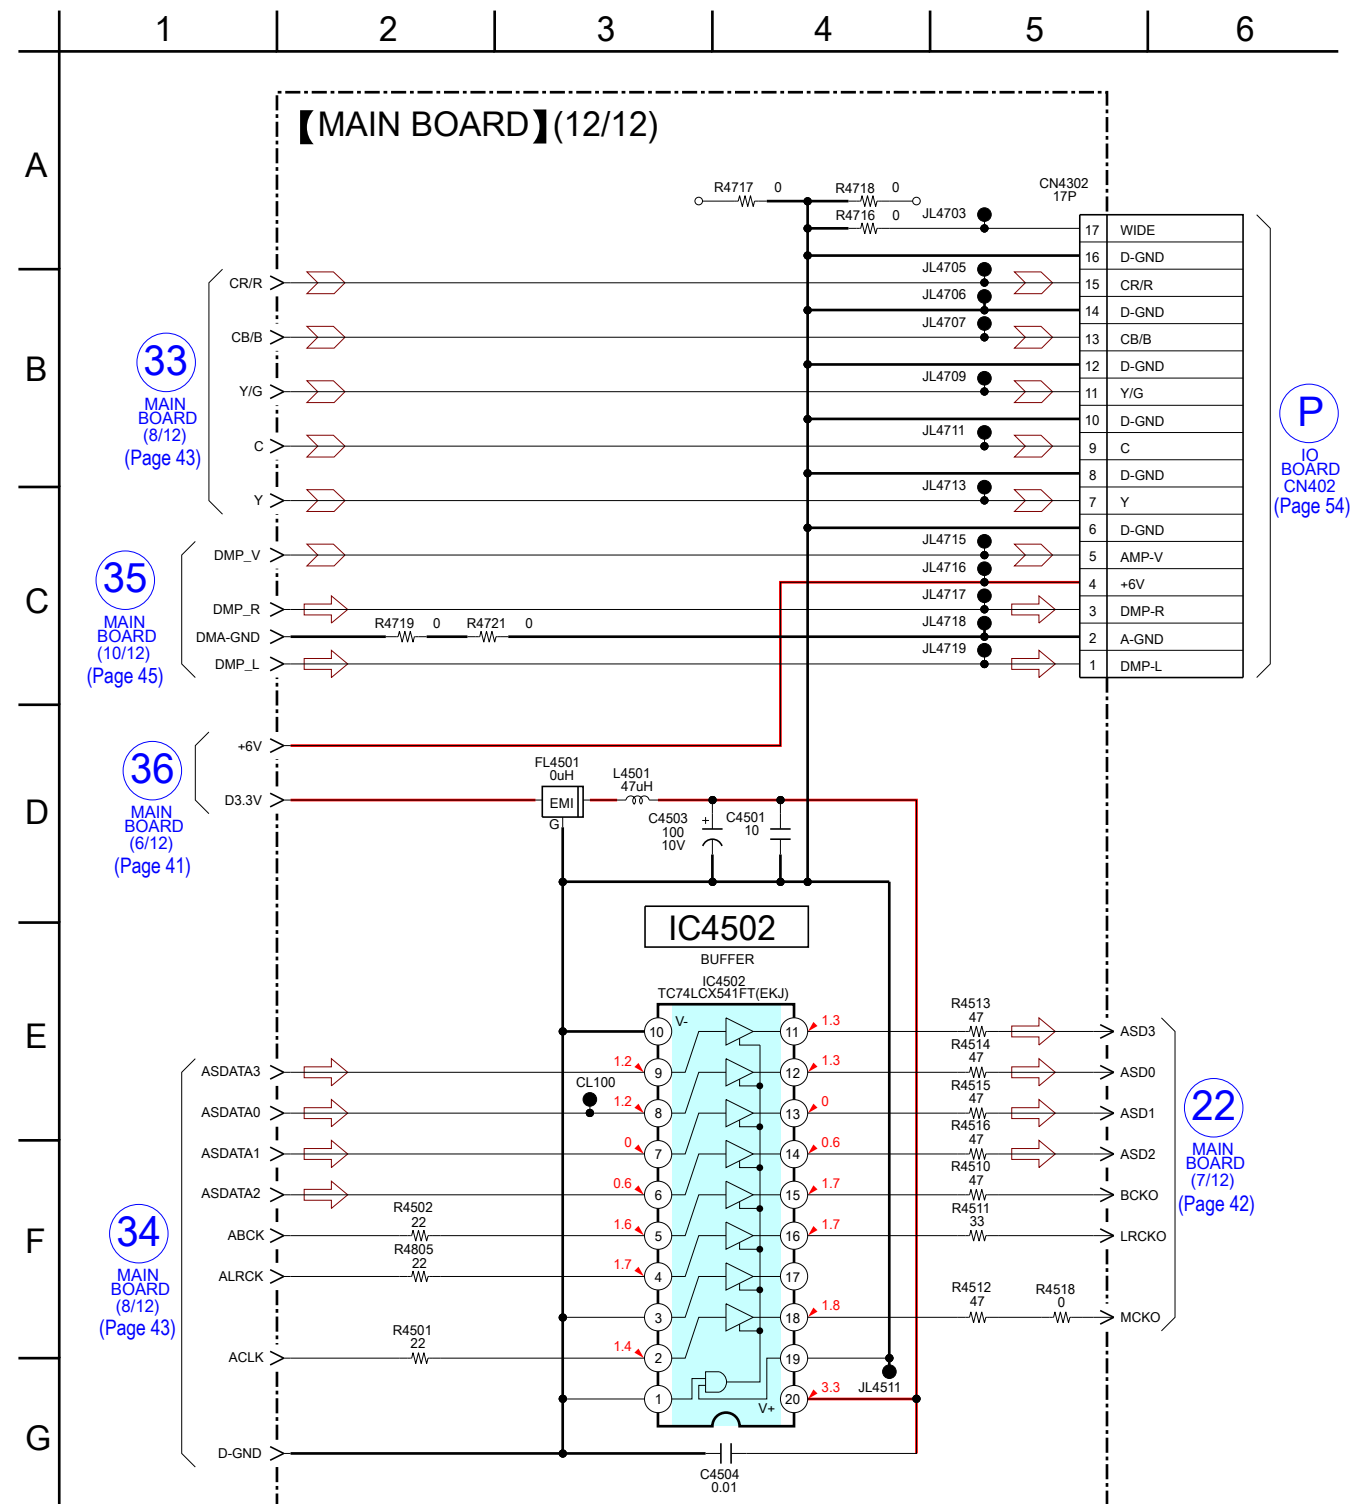 1 2 3 4 5 6
【MAIN BOARD】(12/12)
A
R4717 0
R4718 0
R4716 0
JL4703
CN4302
17P
17 WIDE
16 D-GND
B
CR/R
JL4705
15 CR/R
JL4706
14 D-GND
CB/B
JL4707
13 CB/B
12 D-GND
Y/G
JL4709
11 Y/G
10 D-GND
C
JL4711
9 C
8 D-GND
Y
JL4713
7 Y
6 D-GND
33
MAIN
BOARD
(8/12)
(Page 43)
P
IO
BOARD
CN402
(Page 54)
C
DMP_V
JL4715
5 AMP-V
JL4716
4 +6V
DMP_R
JL4717
3 DMP-R
DMA-GND
R4719 0
R4721 0
JL4718
2 A-GND
DMP_L
JL4719
1 DMP-L
35
MAIN
BOARD
(10/12)
(Page 45)
D
+6V
D3.3V
36
MAIN
BOARD
(6/12)
(Page 41)
FL4501
0uH
EMI
G
L4501
47uH
C4503
100
10V
+
C4501
10
IC4502
BUFFER
IC4502
TC74LCX541FT(EKJ)
E
10 V-
11 1.3
R4513
47
ASD3
ASDATA3
1.2 9
12 1.3
R4514
47
ASD0
ASDATA0
CL100
1.2 8
13 0
R4515
47
ASD1
ASDATA1
0 7
14 0.6
R4516
47
ASD2
ASDATA2
0.6 6
15 1.7
R4510
47
BCKO
F
ABCK
R4502
22
1.6 5
16 1.7
R4511
33
LRCKO
ALRCK
R4805
22
1.7 4
17
3
18 1.8
R4512
47
R4518
0
MCKO
ACLK
R4501
22
1.4 2
19
JL4511
1
V+ 20 3.3
G
D-GND
C4504
0.01
34
MAIN
BOARD
(8/12)
(Page 43)
22
MAIN
BOARD
(7/12)
(Page 42)